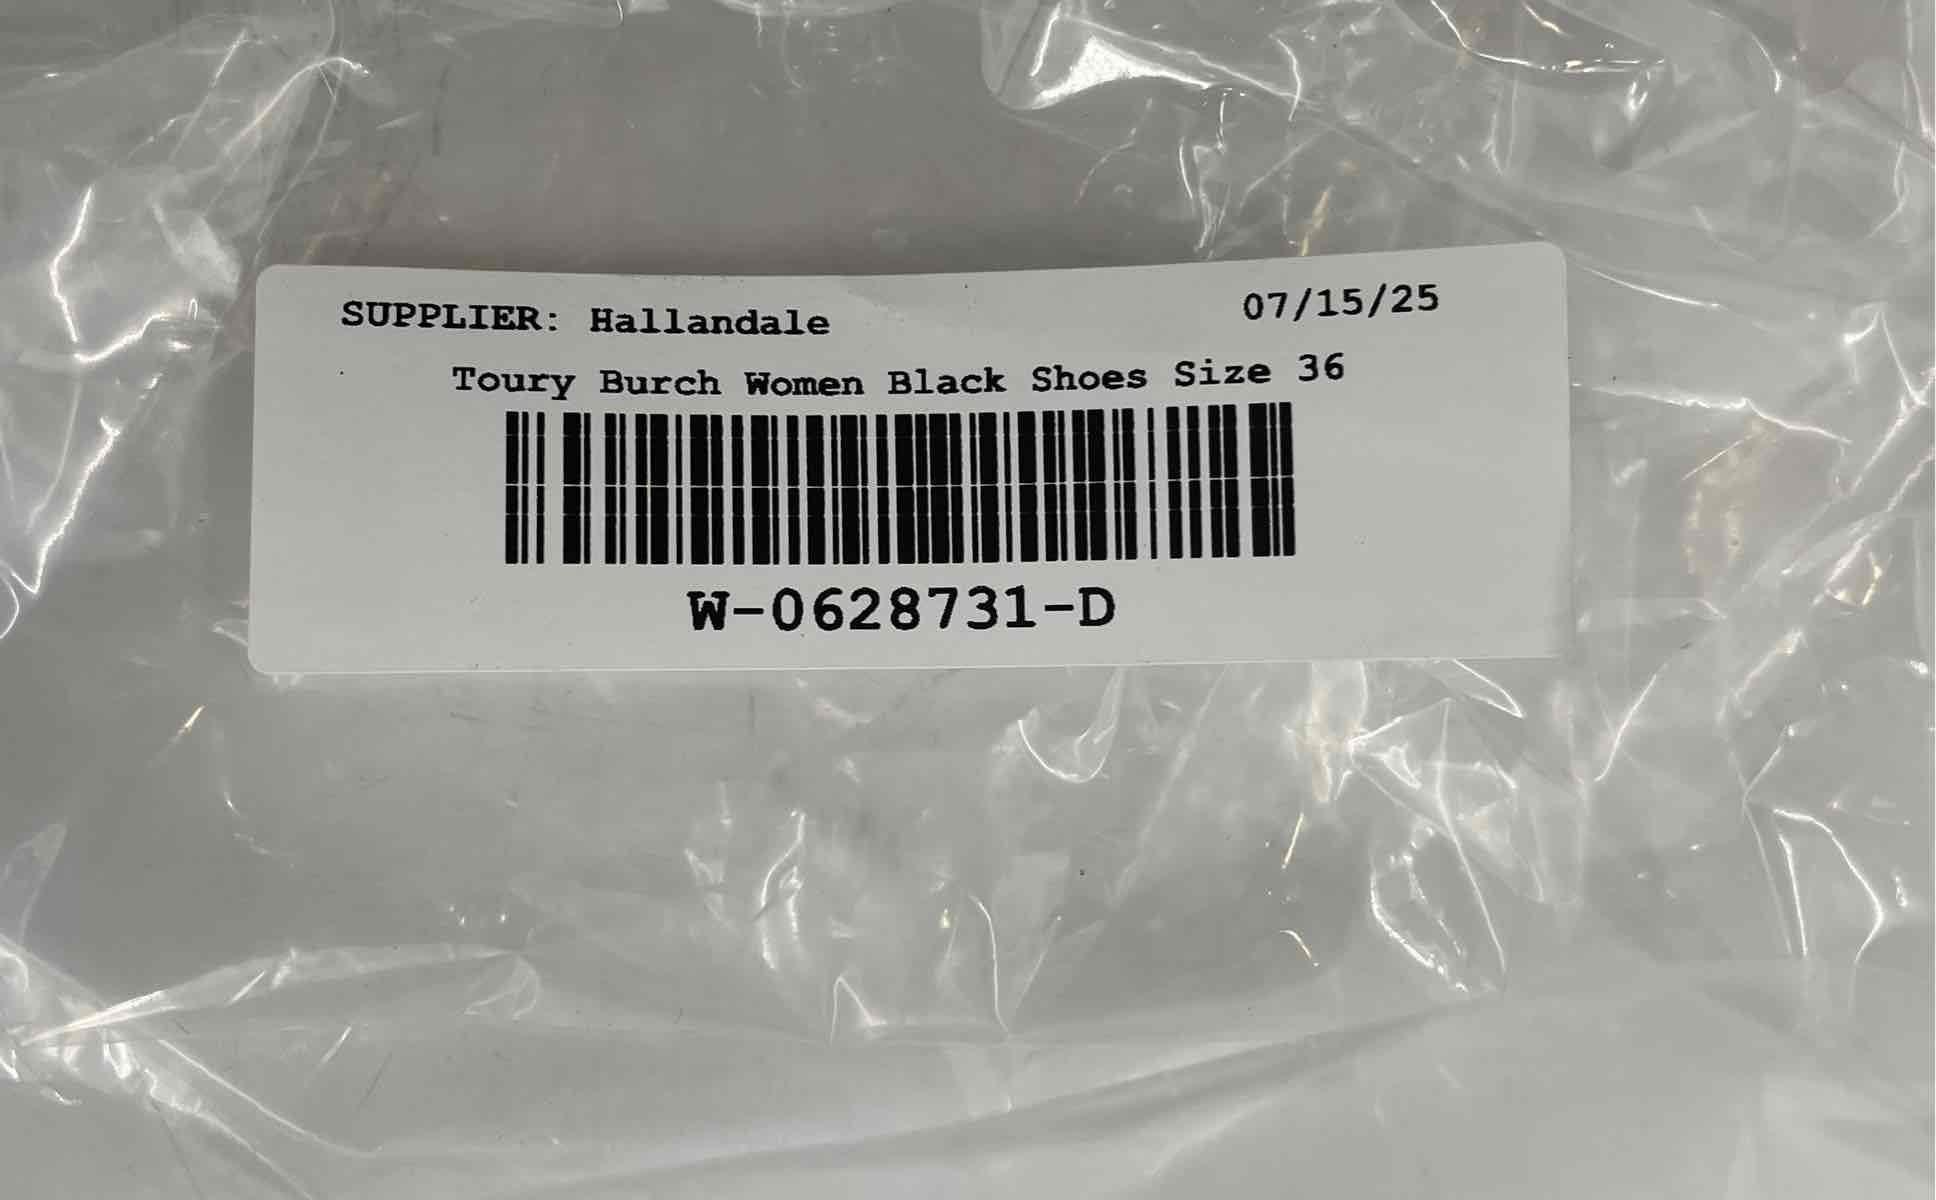 SUPPLIER: Hallandale 07/15/25
Toury Burch Women Black Shoes Size 36
W-0628731-D